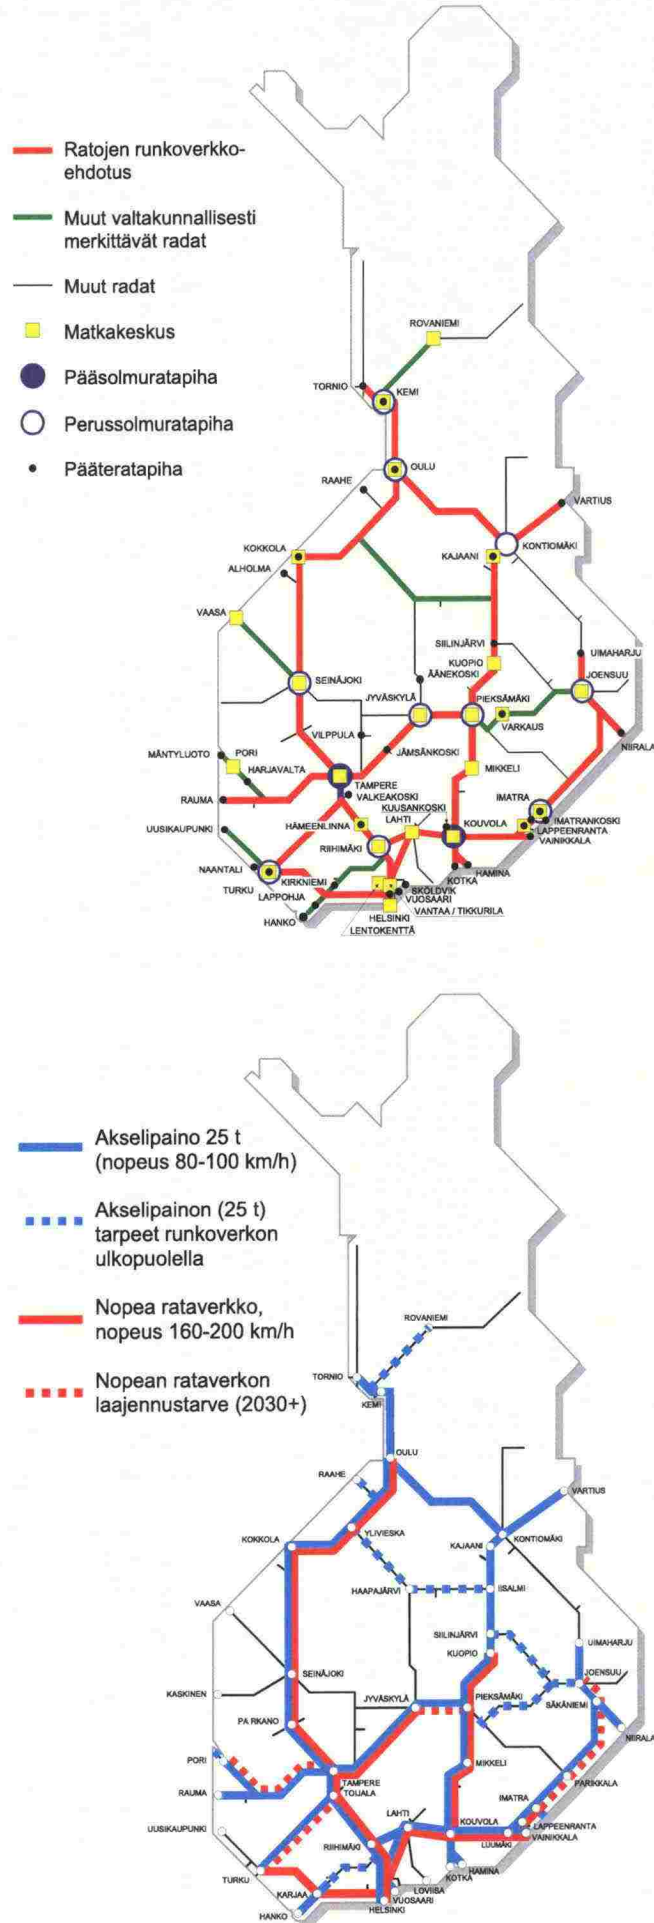 Ratojen runkoverkko-
ehdotus
Muut valtakunnallisesti
merkittävät radat
Muut radat
Matkakeskus
Pääsolmuratapiha
Perussolmuratapiha
Pääteratapiha
ROVANIEMI
TORNIO
KEMI
OULU
RAAHE
VARTIUS
KONTIOMÄKI
KOKKOLA
KAJAANI
ALHOLMA
VAASA
SIILINJÄRVI
UIMAHARJU
KUOPIO
ÄÄNEKOSKI
SEINÄJOKI
JYVÄSKYLÄ
PIEKSÄMÄKI
JOENSUU
VARKAUS
VILPPULA
NIIRALA
MÄNTYLUOTO
PORI
JÄMSÄNKOSKI
HARJAVALTA
MIKKELI
TAMPERE
VALKEAKOSKI
RAUMA
IMATRA
KUUSANKOSKI
LAHTI
KOUVOLA
IMATRANKOSKI
UUSIKAUPUNKI
HÄMEENLINNA
LAPPEENRANTA
VAINIKKALA
RIIHIMÄKI
NAANTALI
HAMINA
KOTKA
TURKU
KIRKNIEMI
LAPPOHJA
SKÖLDVIK
VUOSAARI
VANTAA / TIKKURILA
HANKO
HELSINKI
LENTOKENTTÄ
Akselipaino 25 t
(nopeus 80-100 km/h)
Akselipainon (25 t)
tarpeet runkoverkon
ulkopuolella
Nopea rataverkko,
nopeus 160-200 km/h
Nopean rataverkon
laajennustarve (2030+)
ROVANIEMI
TORNIO
KEMI
OULU
RAAHE
VARTIUS
YLIVIESKA
KONTIOMÄKI
KOKKOLA
KAJAANI
HAAPAJÄRVI
IISALMI
VAASA
SIILINJÄRVI
UIMAHARJU
KUOPIO
SEINÄJOKI
JOENSUU
KASKINEN
JYVÄSKYLÄ
PIEKSÄMÄKI
SÄKÄNIEMI
PA RKANO
NIIRALA
PORI
MIKKELI
TAMPERE
PARIKKALA
RAUMA
TOIJALA
IMATRA
LAHTI
KOUVOLA
LAPPEENRANTA
UUSIKAUPUNKI
RIIHIMÄKI
LUUMÄKI
VAINIKKALA
TURKU
HAMINA
KOTKA
LOVIISA
KARJAA
VUOSAARI
HANKO
HELSINKI